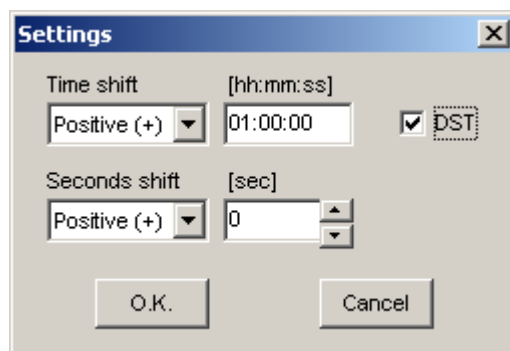 Settings
Time shift [hh:mm:ss]
Positive (+) 01:00:00 DST
Seconds shift [sec]
Positive (+) 0
O.K. Cancel